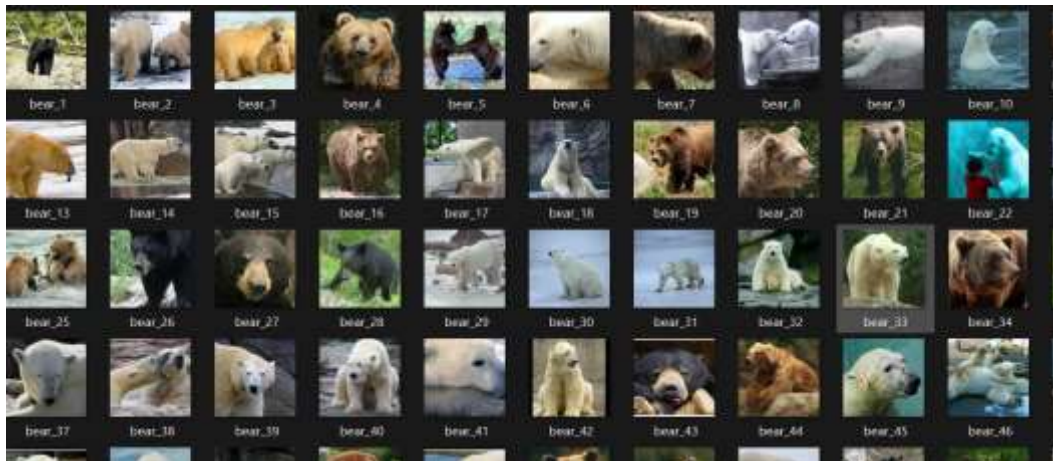 bear_1 bear_2 bear_3 bear_4 bear_5 bear_6 bear_7 bear_8 bear_9 bear_10
bear_13 bear_14 bear_15 bear_16 bear_17 bear_18 bear_19 bear_20 bear_21 bear_22
bear_25 bear_26 bear_27 bear_28 bear_29 bear_30 bear_31 bear_32 bear_33 bear_34
bear_37 bear_38 bear_39 bear_40 bear_41 bear_42 bear_43 bear_44 bear_45 bear_46